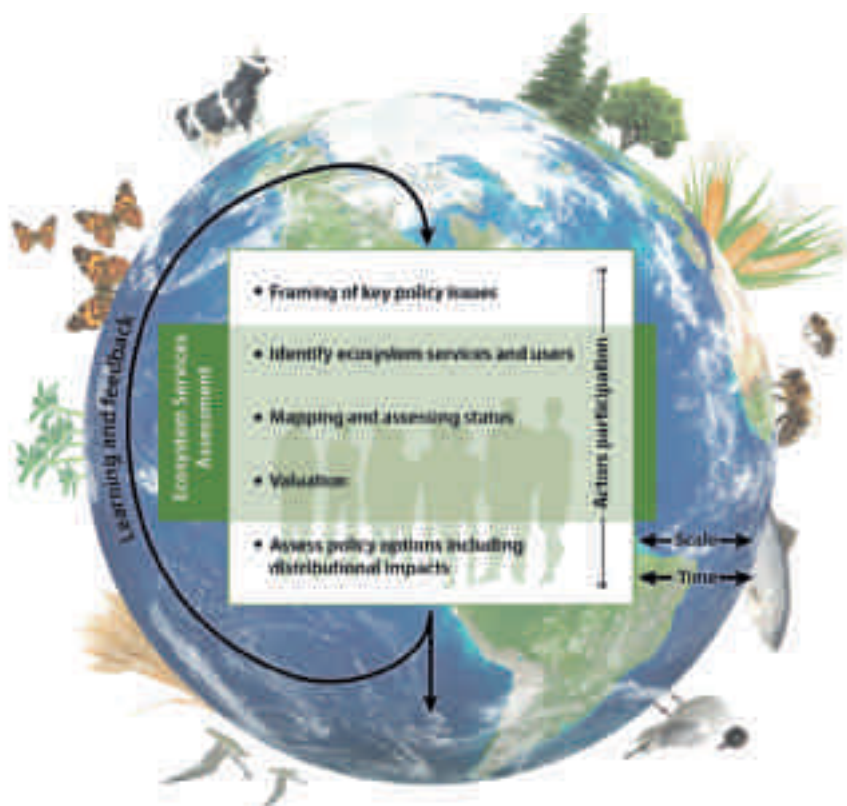 • Framing of key policy issues
• Identify ecosystem services and users
• Mapping and assessing status
• Valuation
• Assess policy options including
distributional impacts
Ecosystem Services
Assessment
Learning and feedback
Actors participation
Scale
Time